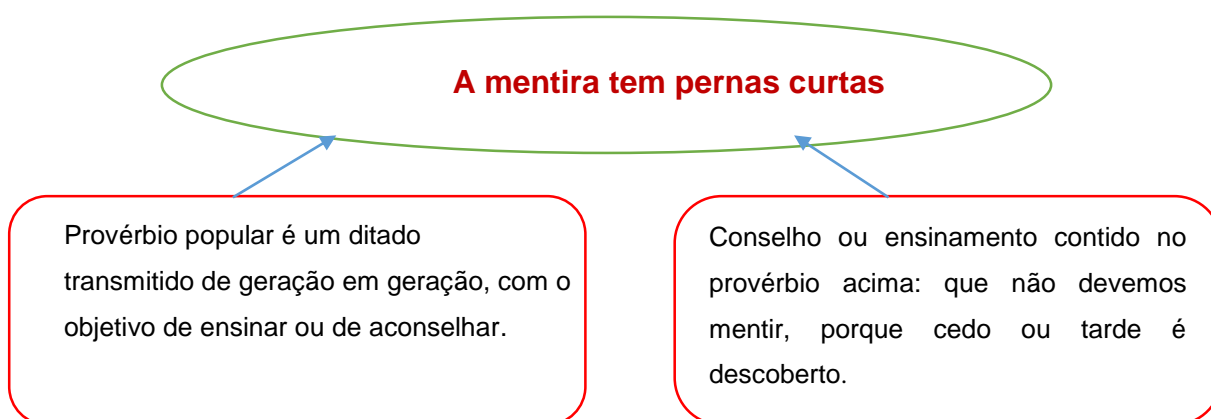 A mentira tem pernas curtas
Provérbio popular é um ditado
transmitido de geração em geração, com o
objetivo de ensinar ou de aconselhar.
Conselho ou ensinamento contido no
provérbio acima: que não devemos
mentir, porque cedo ou tarde é
descoberto.